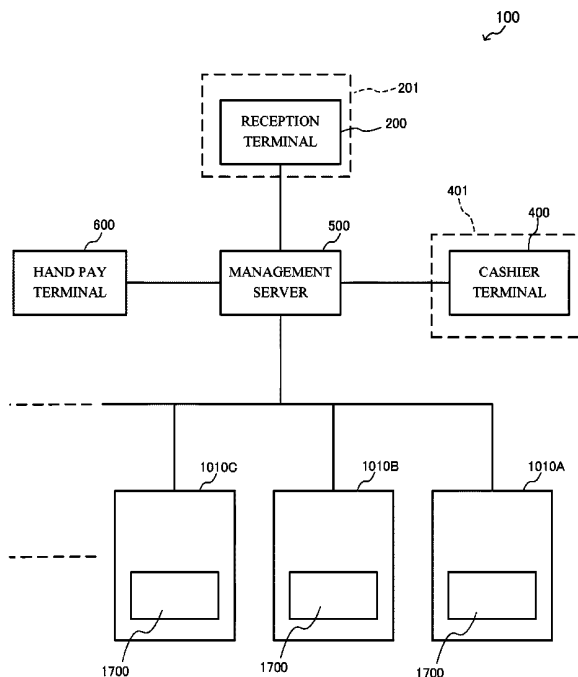 100
201
RECEPTION
TERMINAL
200
600
HAND PAY
TERMINAL
500
MANAGEMENT
SERVER
401
400
CASHIER
TERMINAL
1010C
1010B
1010A
1700
1700
1700